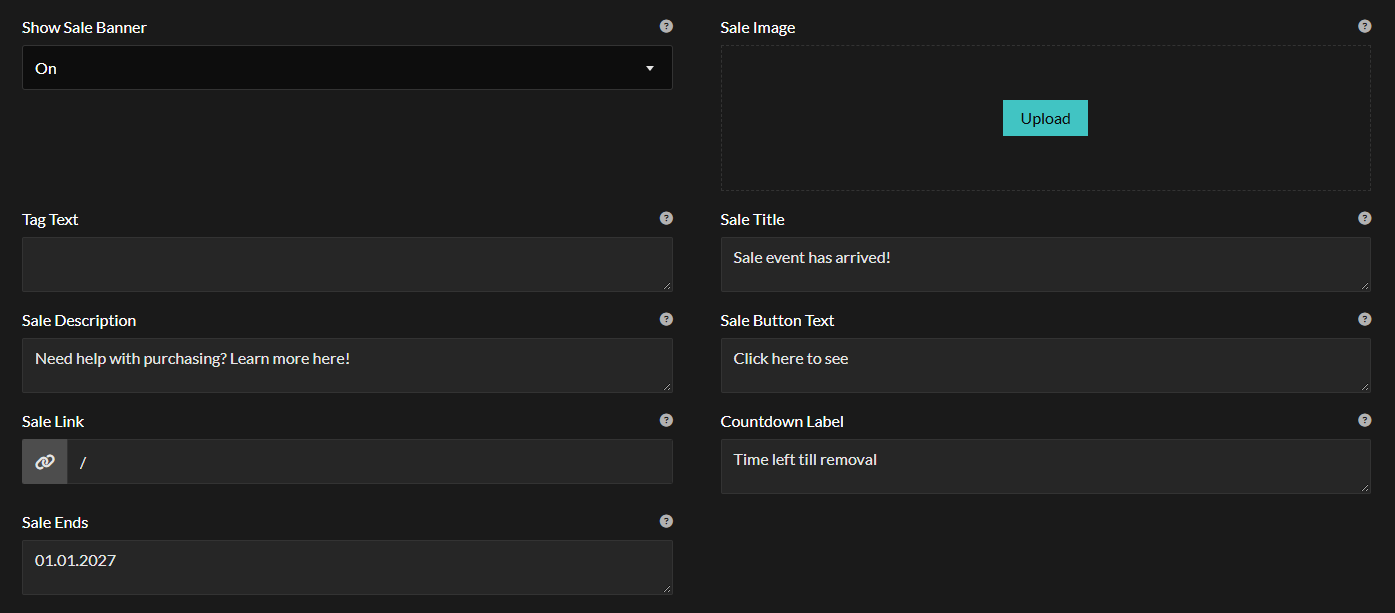 Show Sale Banner
Sale Image
On
Upload
Tag Text
Sale Title
Sale event has arrived!
Sale Description
Sale Button Text
Need help with purchasing? Learn more here!
Click here to see
Sale Link
Countdown Label
/
Time left till removal
Sale Ends
01.01.2027